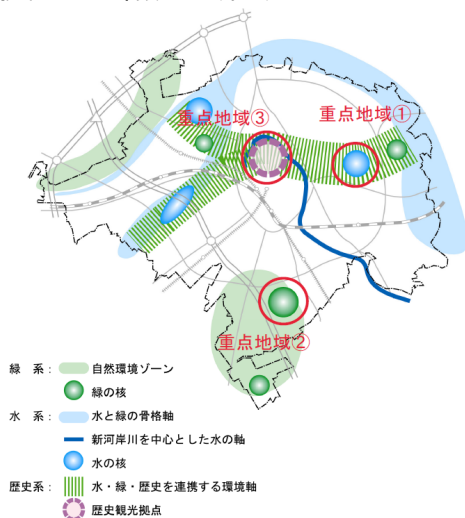 重点地域③
重点地域①
重点地域②
緑　系：自然環境ゾーン
緑の核
水　系：水と緑の骨格軸
新河岸川を中心とした水の軸
水の核
歴史系：水・緑・歴史を連携する環境軸
歴史観光拠点